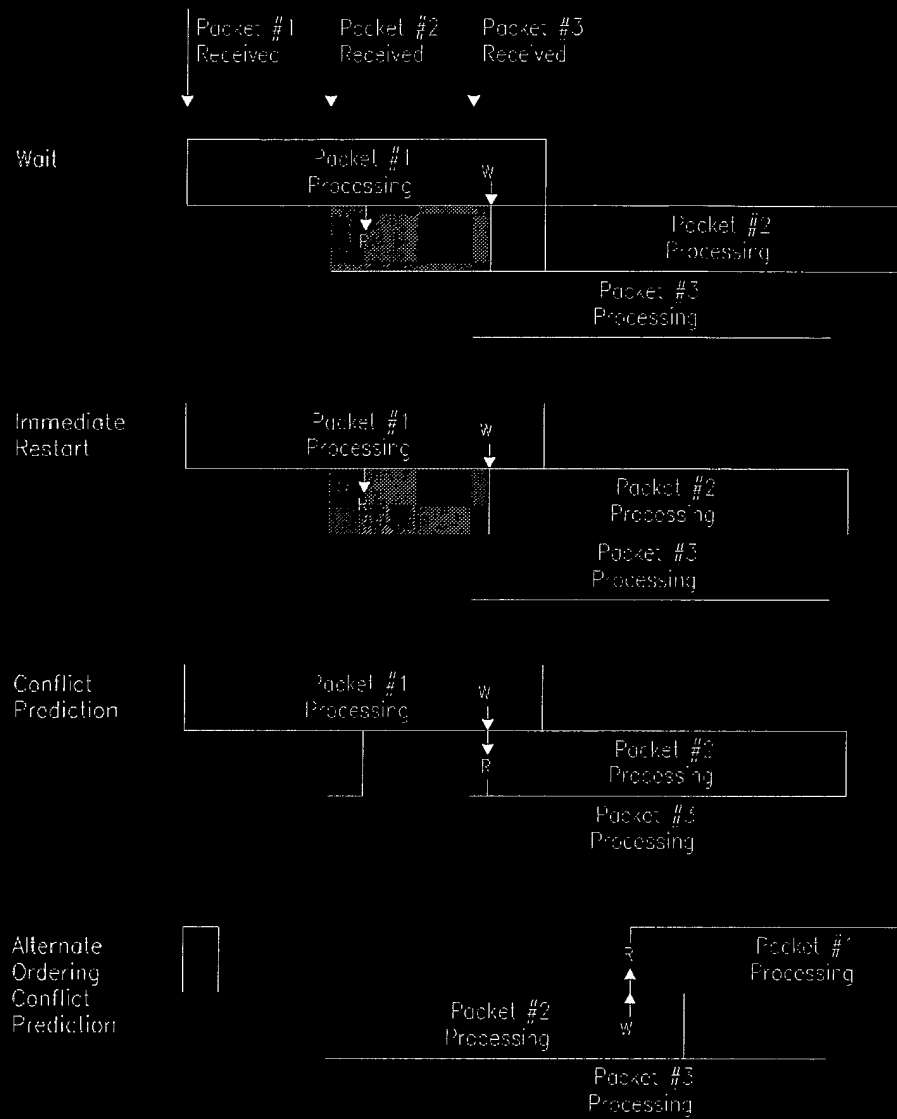 Packet #1
Received
Packet #2
Received
Packet #3
Received
Wait
Packet #1
Processing
W
R
Packet #2
Processing
Packet #3
Processing
Immediate
Restart
Packet #1
Processing
W
R
Packet #2
Processing
Packet #3
Processing
Conflict
Prediction
Packet #1
Processing
W
R
Packet #2
Processing
Packet #3
Processing
Alternate
Ordering
Conflict
Prediction
R
Packet #1
Processing
W
Packet #2
Processing
Packet #3
Processing